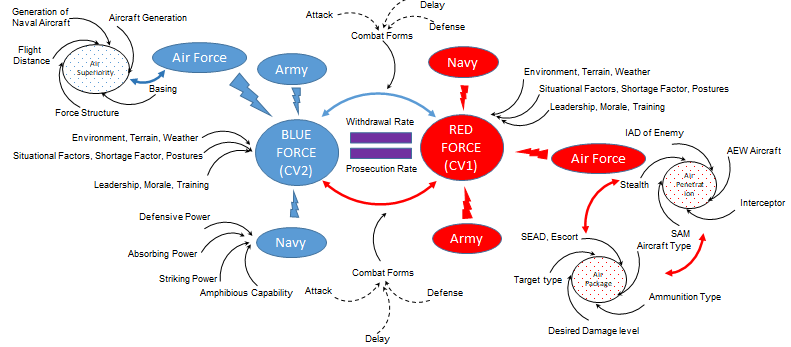 Generation of
Naval Aircraft
Aircraft Generation
Flight
Distance
Air
Superiority
Basing
Force Structure
Air Force
Army
Attack
Delay
Defense
Combat Forms
Navy
Environment, Terrain, Weather
Situational Factors, Shortage Factor, Postures
Leadership, Morale, Training
Environment, Terrain, Weather
Situational Factors, Shortage Factor, Postures
Leadership, Morale, Training
BLUE
FORCE
(CV2)
Withdrawal Rate
Prosecution Rate
RED
FORCE
(CV1)
Air Force
IAD of Enemy
AEW Aircraft
Stealth
Air
Penetrat
ion
Interceptor
SAM
Defensive Power
Absorbing Power
Striking Power
Amphibious Capability
Navy
Army
Combat Forms
Attack
Defense
Delay
SEAD, Escort
Aircraft Type
Target type
Air
Package
Ammunition Type
Desired Damage level